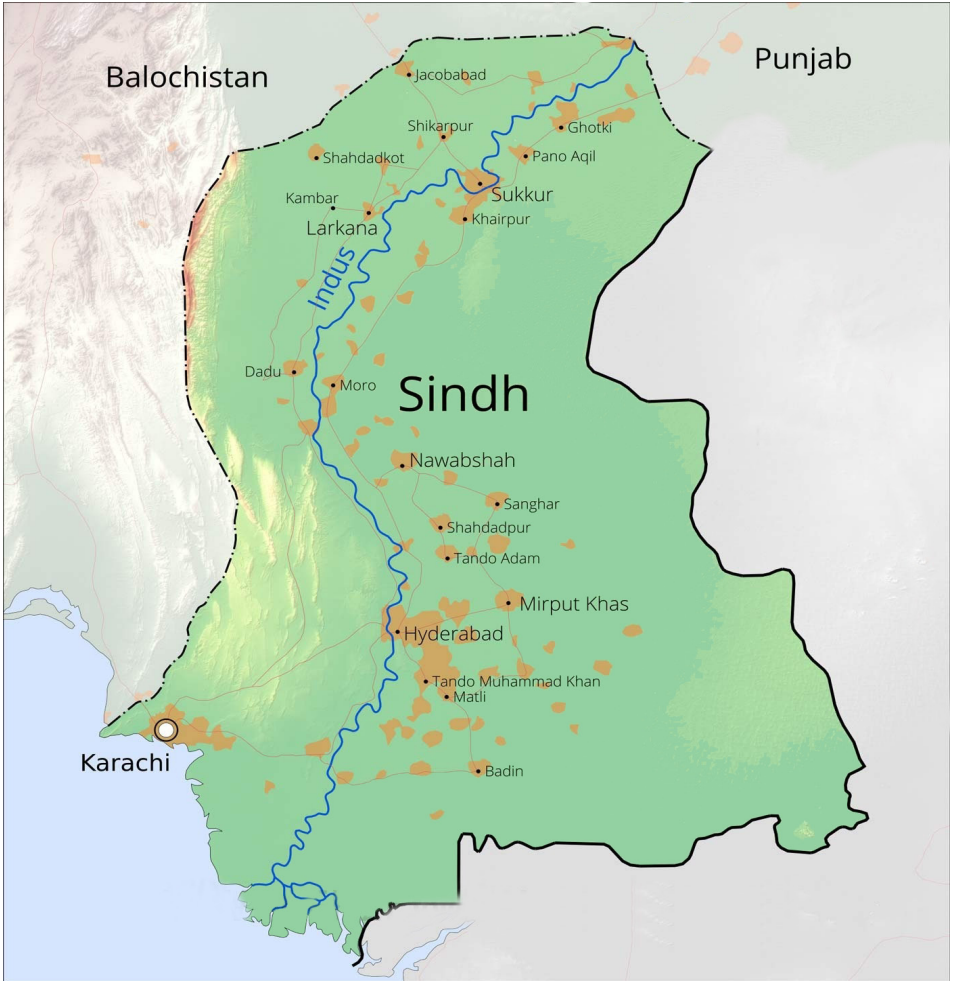 Punjab
Balochistan
Jacobabad
Shikarpur
Ghotki
Shahdadkot
Pano Aqil
Sukkur
Kambar
Khairpur
Larkana
Indus
Dadu
Moro
Sindh
Nawabshah
Sanghar
Shahdadpur
Tando Adam
Mirput Khas
Hyderabad
Tando Muhammad Khan
Matli
Karachi
Badin